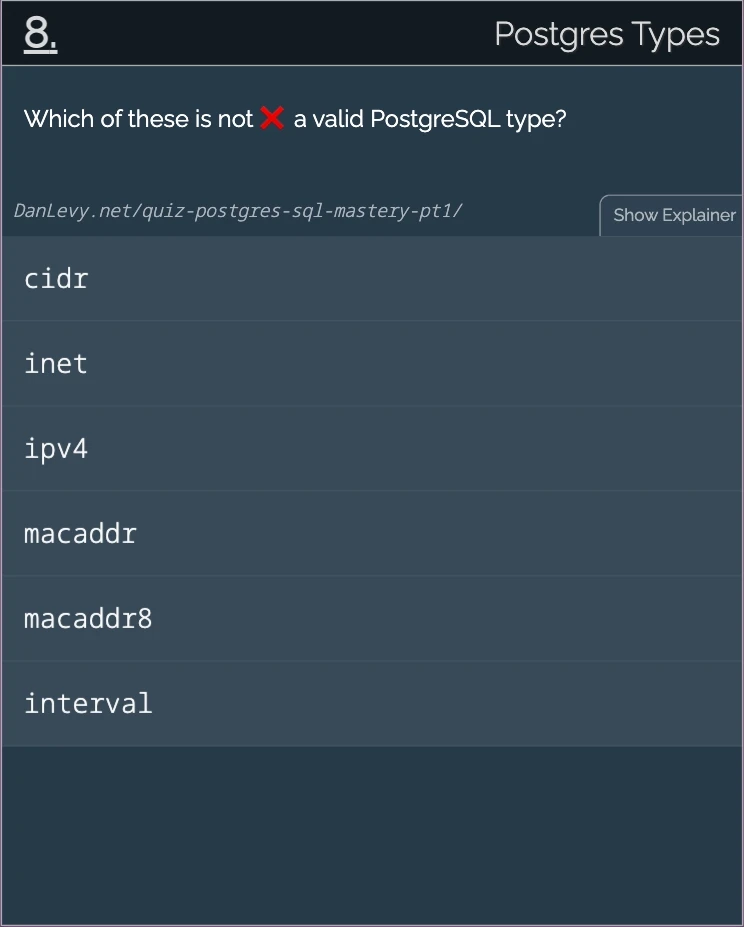 8.
Postgres Types
Which of these is not ❌ a valid PostgreSQL type?
DanLevy.net/quiz-postgres-sql-mastery-pt1/
Show Explainer
cidr
inet
ipv4
macaddr
macaddr8
interval